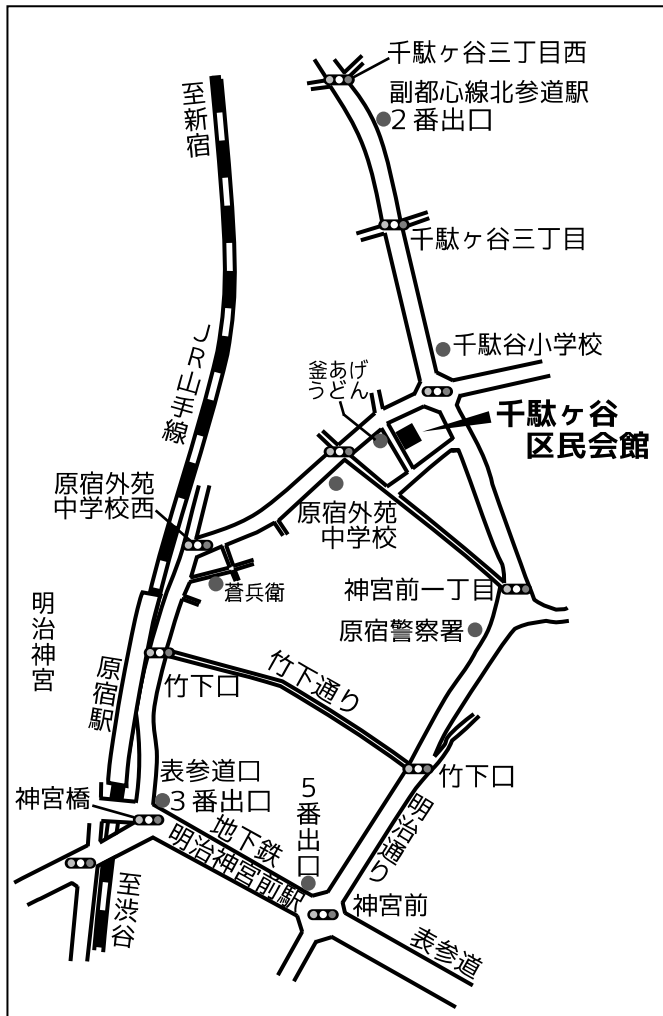 千駄ヶ谷三丁目西
副都心線北参道駅
２番出口
至新宿
千駄ヶ谷三丁目
千駄谷小学校
JR山手線
釜あげ
うどん
千駄ヶ谷
区民会館
原宿外苑
中学校西
原宿外苑
中学校
蒼兵衛
神宮前一丁目
原宿警察署
明治神宮
原宿駅
竹下口
竹下通り
竹下口
表参道口
３番出口
神宮橋
５番出口
地下鉄
明治神宮前駅
明治通り
至渋谷
神宮前
表参道